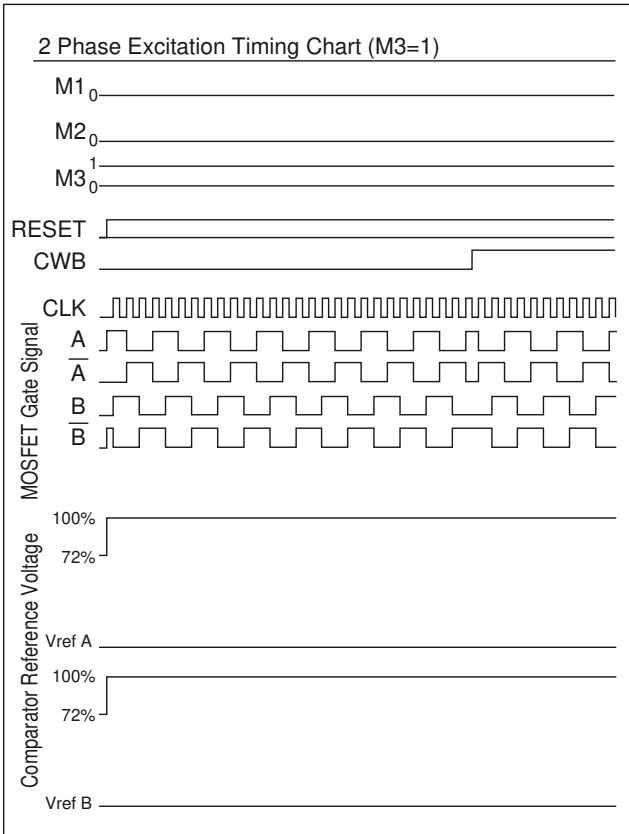 2 Phase Excitation Timing Chart (M3=1)
M1 0
M2 0
M3 1 0
RESET
CWB
CLK
MOSFET Gate Signal
A
A̅
B
B̅
Comparator Reference Voltage
100%
72%
Vref A
100%
72%
Vref B